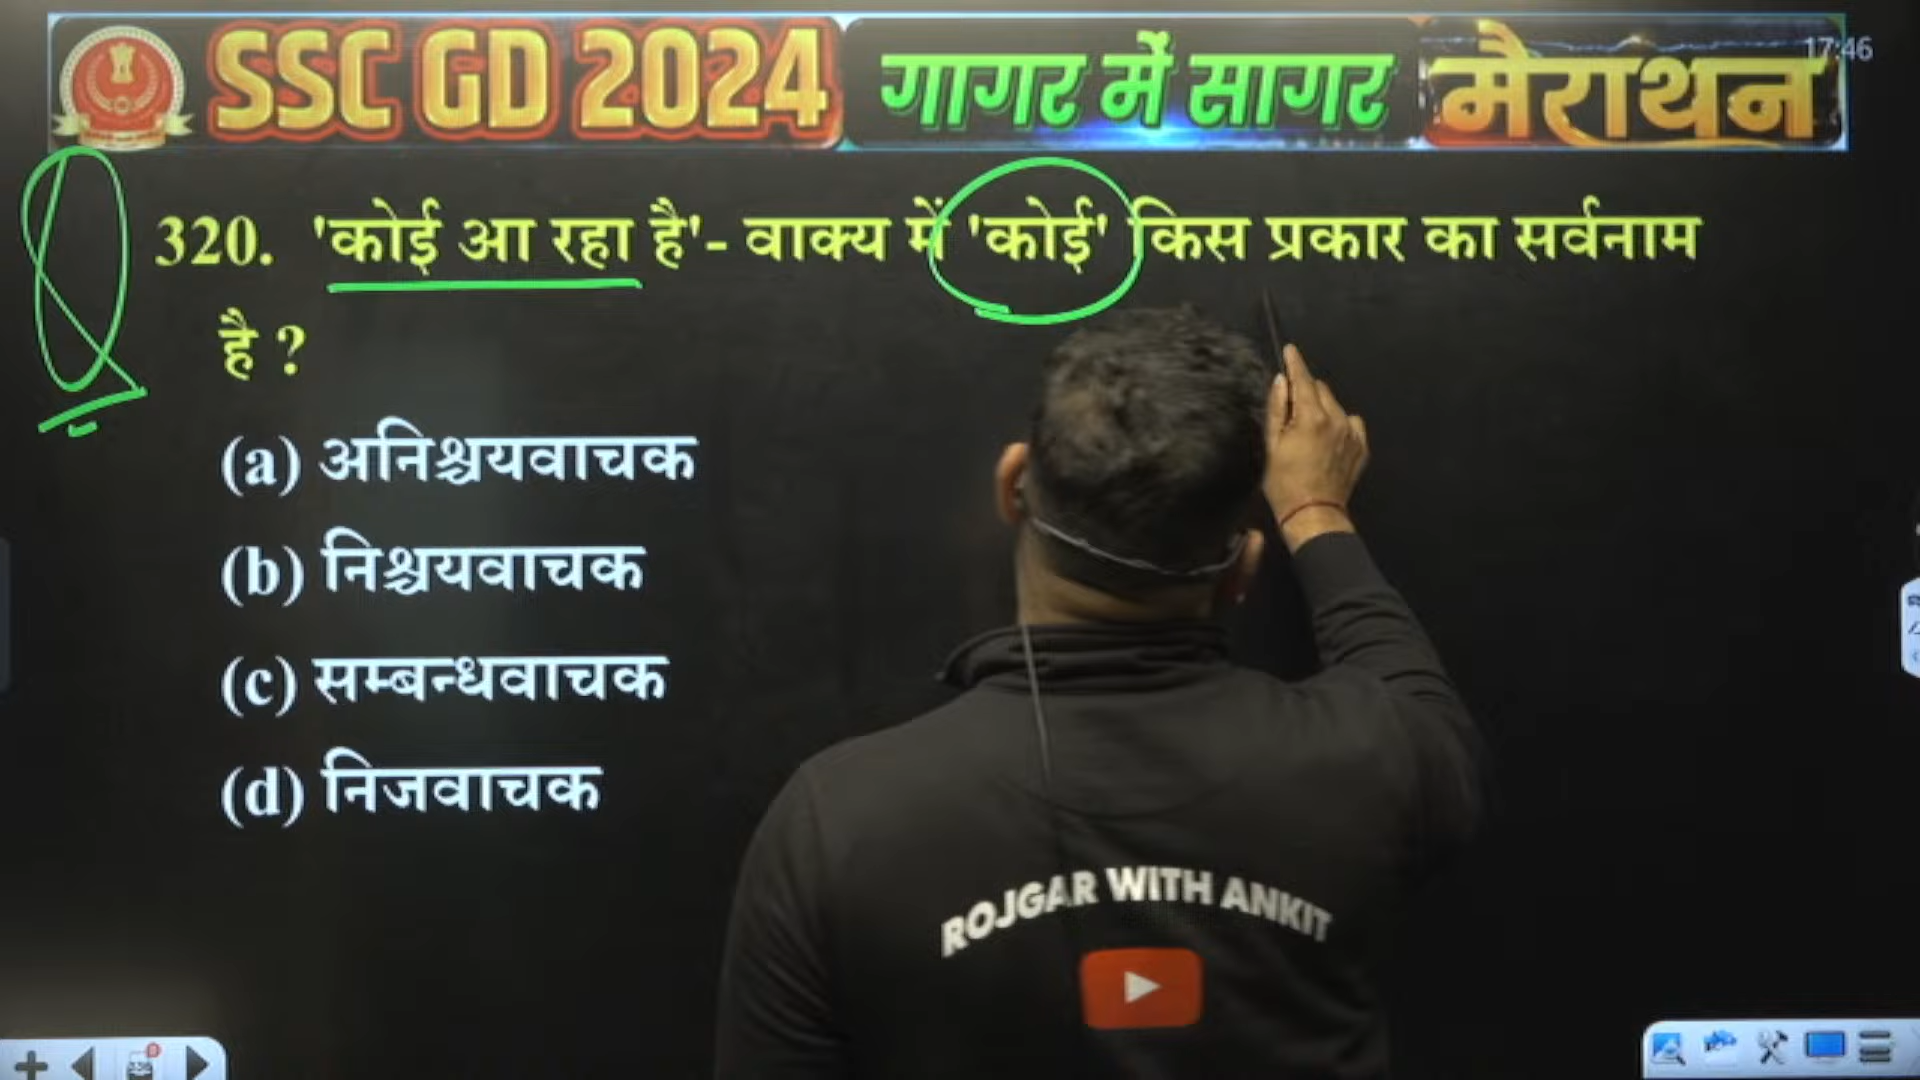 SSC GD 2024 गागर में सागर मैराथन
17:46
320. 'कोई आ रहा है'- वाक्य में 'कोई' किस प्रकार का सर्वनाम
है ?
(a) अनिश्चयवाचक
(b) निश्चयवाचक
(c) सम्बन्धवाचक
(d) निजवाचक
ROJGAR WITH ANKIT